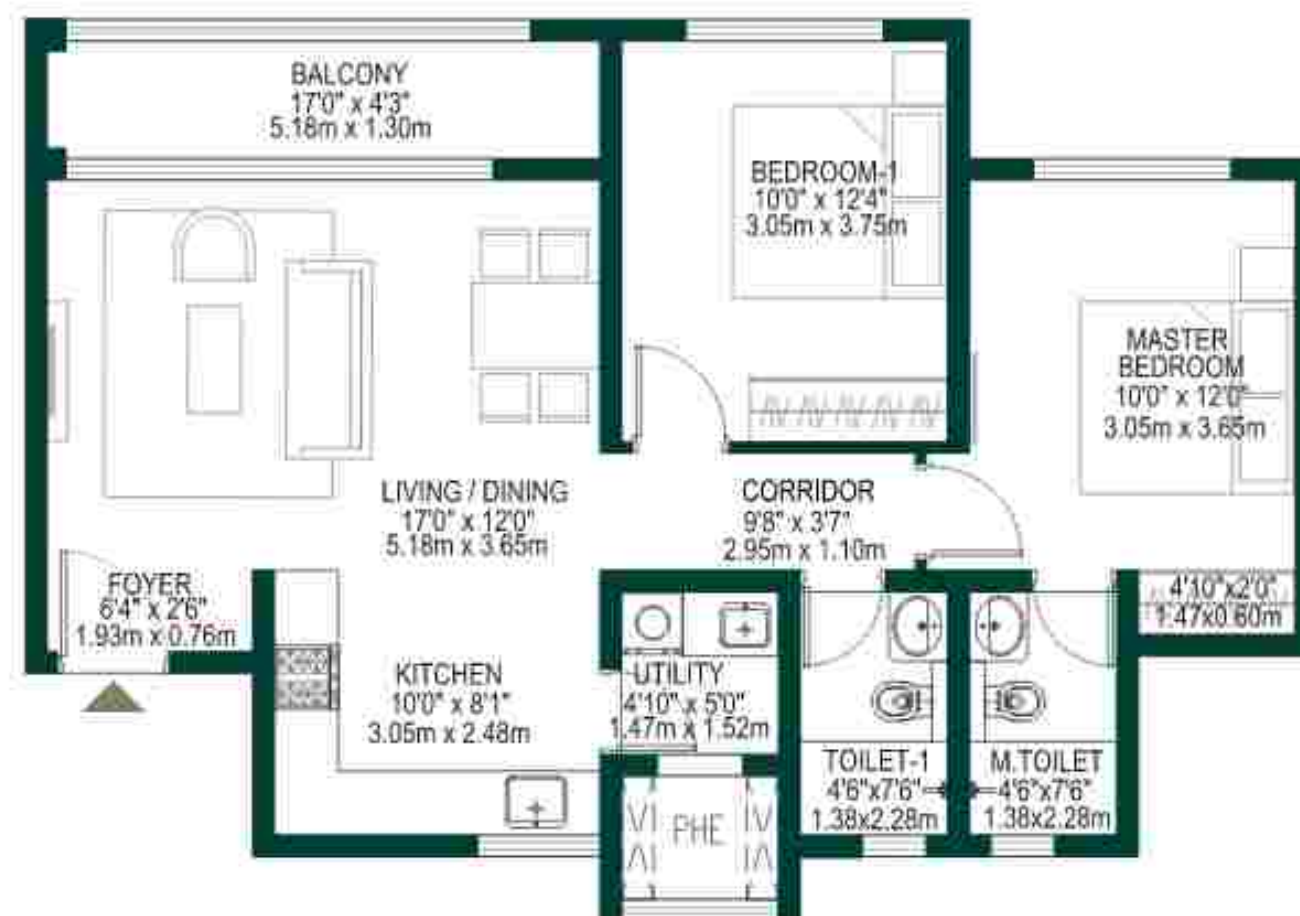 BALCONY
17'0" x 4'3"
5.18m x 1.30m
BEDROOM-1
10'0" x 12'4"
3.05m x 3.75m
MASTER
BEDROOM
10'0" x 12'0"
3.05m x 3.65m
LIVING / DINING
17'0" x 12'0"
5.18m x 3.65m
CORRIDOR
9'8" x 3'7"
2.95m x 1.10m
FOYER
6'4" x 2'6"
1.93m x 0.76m
4'10"x2'0"
1.47x0.60m
KITCHEN
10'0" x 8'1"
3.05m x 2.48m
UTILITY
4'10" x 5'0"
1.47m x 1.52m
TOILET-1
4'6"x7'6"
1.38x2.28m
M.TOILET
4'6"x7'6"
1.38x2.28m
PHE